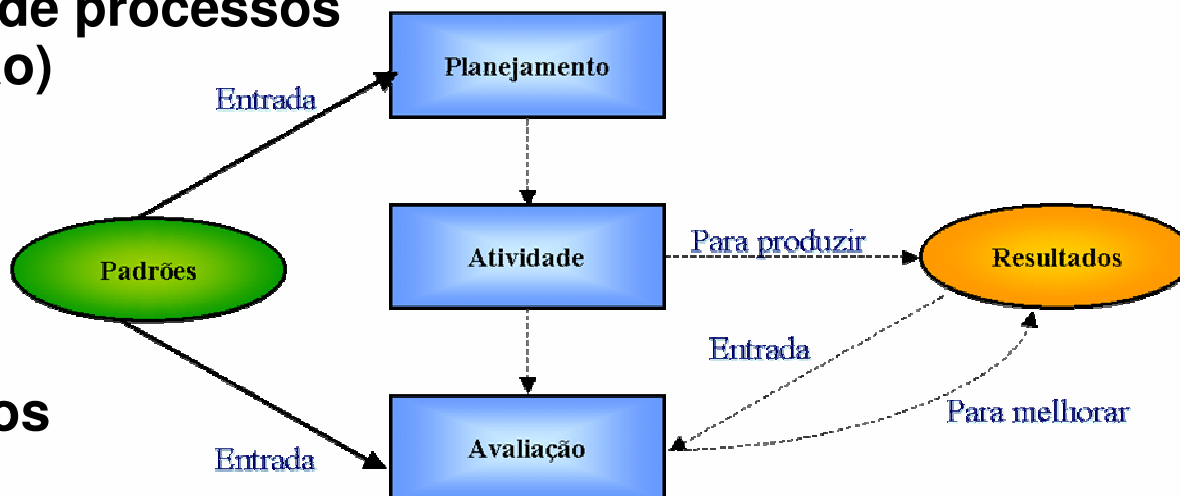 de processos
o)
Planejamento
Entrada
Padrões
Atividade
Para produzir
Resultados
Entrada
Para melhorar
os
Entrada
Avaliação